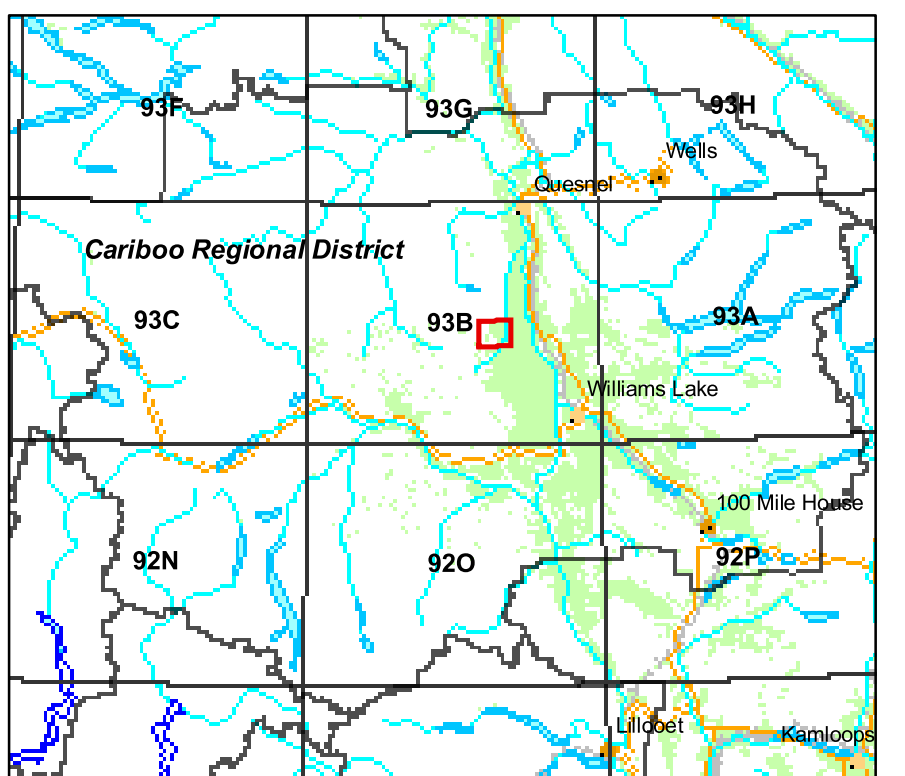 93F
93G
93H
Wells
Quesnel
Cariboo Regional District
93C
93B
93A
Williams Lake
100 Mile House
92N
92O
92P
Lillooet
Kamloops